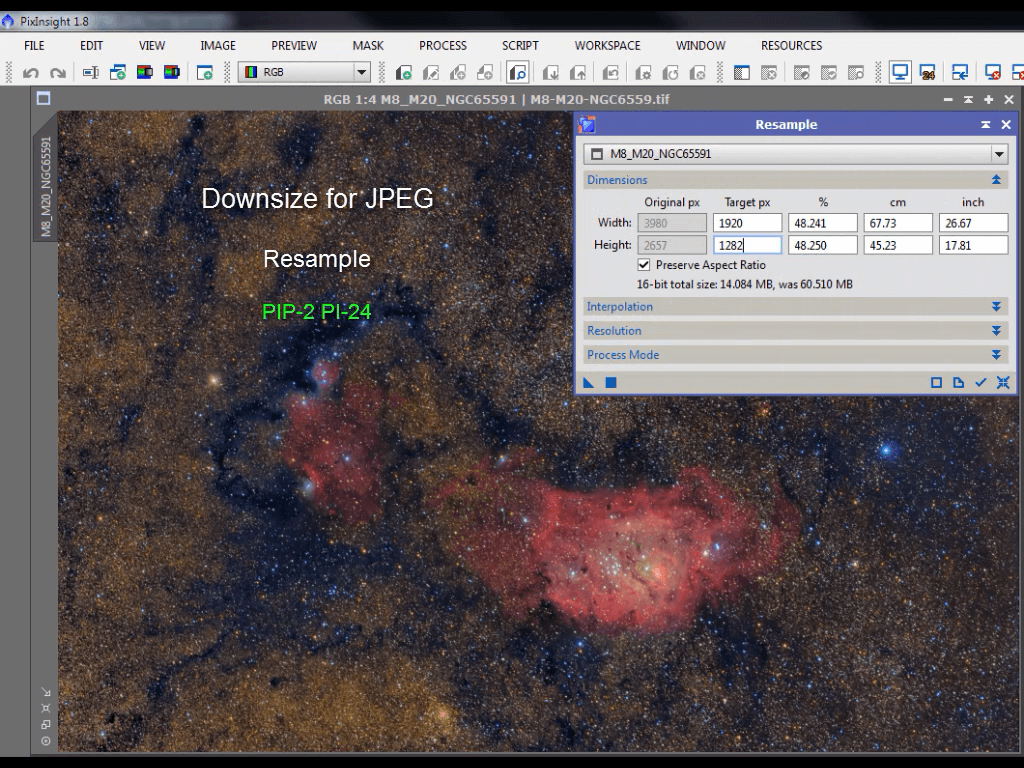 PixInsight 1.8
FILE EDIT VIEW IMAGE PREVIEW MASK PROCESS SCRIPT WORKSPACE WINDOW RESOURCES
RGB
24
RGB 1:4 M8_M20_NGC65591 | M8-M20-NGC6559.tif
M8_M20_NGC65591
Downsize for JPEG
Resample
PIP-2 PI-24
Resample
M8_M20_NGC65591
Dimensions
Original px Target px % cm inch
Width: 3980 1920 48.241 67.73 26.67
Height: 2657 1282 48.250 45.23 17.81
Preserve Aspect Ratio
16-bit total size: 14.084 MB, was 60.510 MB
Interpolation
Resolution
Process Mode